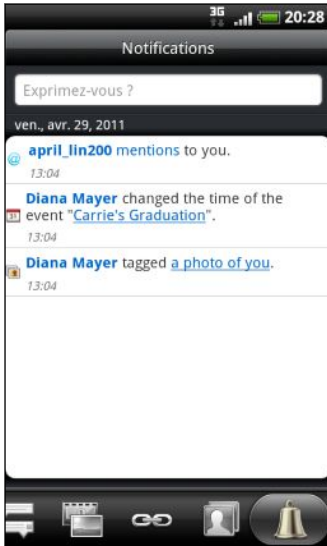 3G 20:28
Notifications
Exprimez-vous ?
ven., avr. 29, 2011
april_lin200 mentions to you.
13:04
Diana Mayer changed the time of the
event "Carrie's Graduation".
13:04
Diana Mayer tagged a photo of you.
13:04